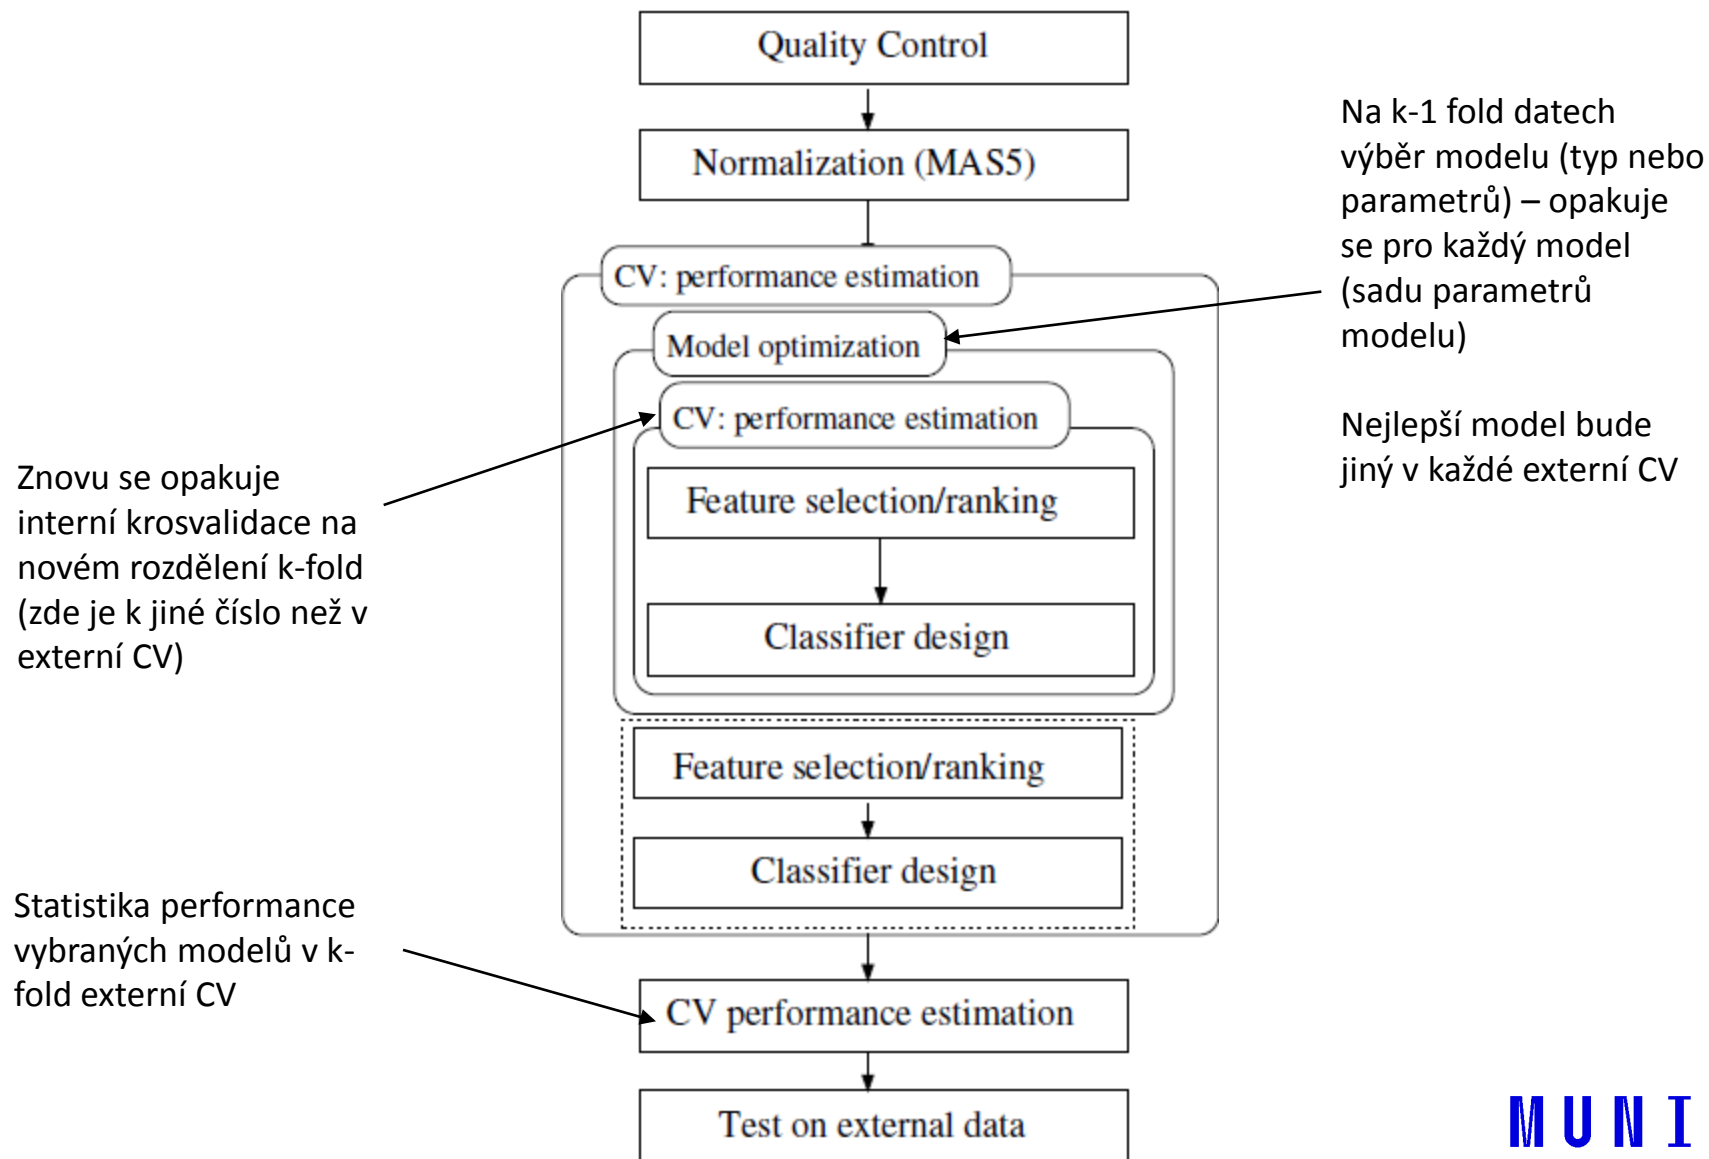 Quality Control
Normalization (MAS5)
CV: performance estimation
Model optimization
CV: performance estimation
Feature selection/ranking
Classifier design
Feature selection/ranking
Classifier design
CV performance estimation
Test on external data
Na k-1 fold datech
výběr modelu (typ nebo
parametrů) – opakuje
se pro každý model
(sadu parametrů
modelu)
Nejlepší model bude
jiný v každé externí CV
Znovu se opakuje
interní krosvalidace na
novém rozdělení k-fold
(zde je k jiné číslo než v
externí CV)
Statistika performance
vybraných modelů v k-
fold externí CV
MUNI